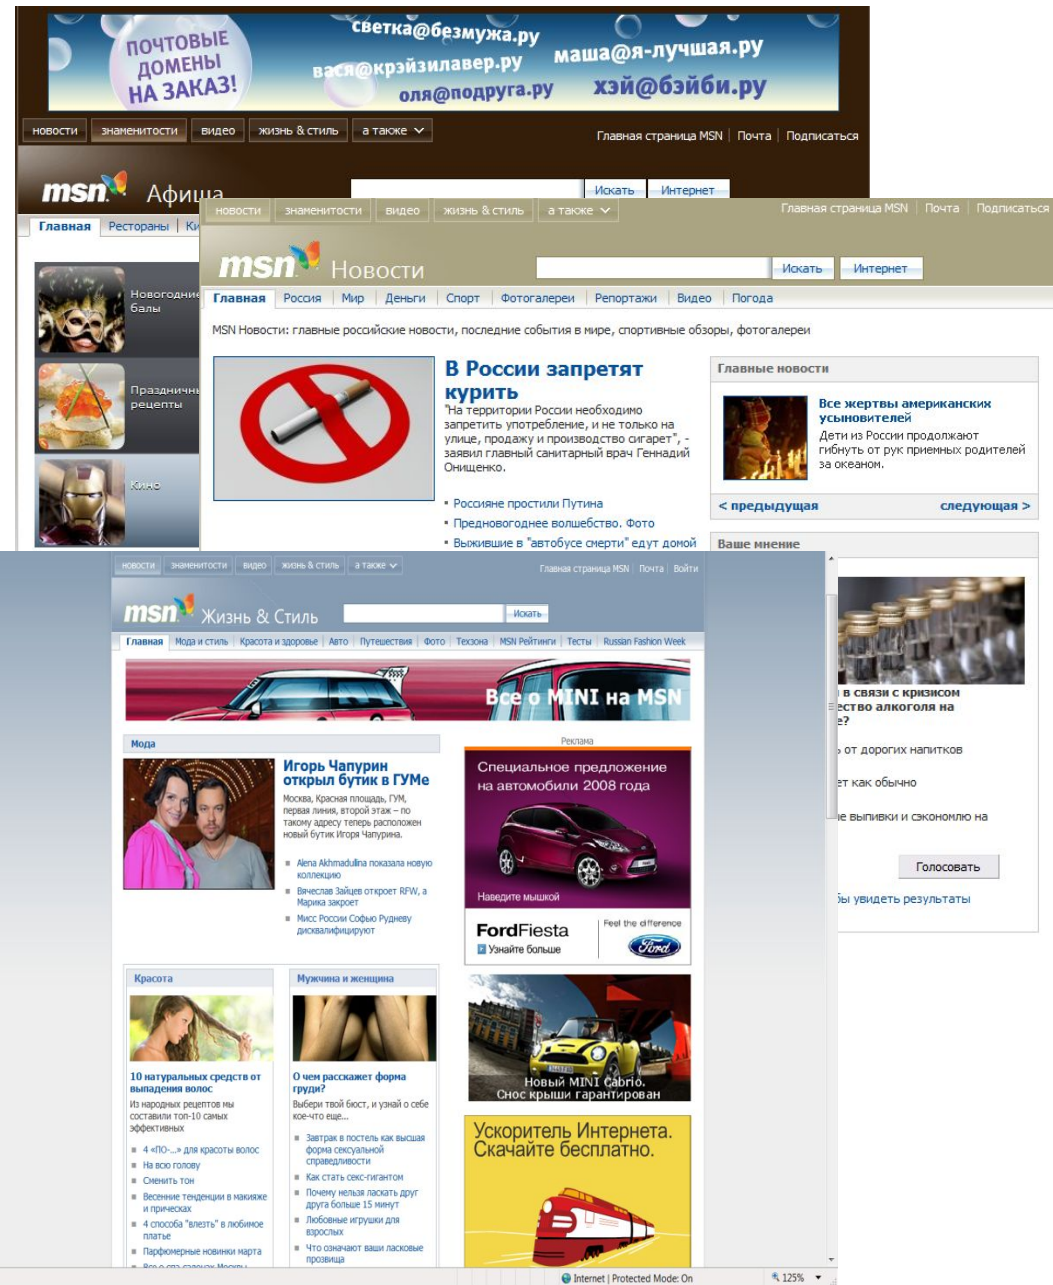 ПОЧТОВЫЕ
ДОМЕНЫ
НА ЗАКАЗ!
светка@безмужа.ру
вася@крэйзилавер.ру
маша@я-лучшая.ру
оля@подруга.ру
хэй@бэйби.ру
новости знаменитости видео жизнь & стиль а также
Главная страница MSN Почта Подписаться
msn Афиша
Искать Интернет
Главная Рестораны
Новогодние
балы
рецепты
Кино
новости знаменитости видео жизнь & стиль а также
Главная страница MSN Почта Подписаться
msn Новости
Искать Интернет
Главная Россия Мир Деньги Спорт Фотогалереи Репортажи Видео Погода
MSN Новости: главные российские новости, последние события в мире, спортивные обзоры, фотогалереи
В России запретят
курить
"На территории России необходимо
запретить употребление, и не только на
улице, продажу и производство сигарет", -
заявил главный санитарный врач Геннадий
Онищенко.
Россияне простили Путина
Предновогоднее волшебство. Фото
Выжившие в "автобусе смерти" едут домой
Главные новости
Все жертвы американских
усыновителей
Дети из России продолжают
гибнуть от рук приемных родителей
за океаном.
< предыдущая следующая >
Ваше мнение
в связи с кризисом
алкоголя на
от дорогих напитков
как обычно
выпивки и сэкономлю на
Голосовать
увидеть результаты
новости знаменитости видео жизнь & стиль а также
Главная страница MSN Почта Войти
msn Жизнь & Стиль
Искать
Главная Мода и стиль Красота и здоровье Авто Путешествия Фото Техзона MSN Рейтинги Тесты Russian Fashion Week
Все о MINI на MSN
Мода
Игорь Чапурин
открыл бутик в ГУМе
Москва, Красная площадь, ГУМ,
первая линия, второй этаж – по
такому адресу теперь расположен
новый бутик Игоря Чапурина.
Alena Akhmadullina показала новую
коллекцию
Вячеслав Зайцев откроет RFW, а
Марика закроет
Мисс России Софью Рудневу
дисквалифицируют
Реклама
Специальное предложение
на автомобили 2008 года
Наведите мышкой
FordFiesta
Узнайте больше
Feel the difference
Ford
Красота
10 натуральных средств от
выпадения волос
Из народных рецептов мы
составили топ-10 самых
эффективных
4 «ПО-...» для красоты волос
На всю голову
Сменить тон
Весенние тенденции в макияже
и прическах
4 способа "влезть" в любимое
платье
Парфюмерные новинки марта
Все о спа-салонах Москвы
Мужчина и женщина
О чем расскажет форма
груди?
Выбери твой бюст, и узнай о себе
кое-что еще...
Завтрак в постель как высшая
форма сексуальной
справедливости
Как стать секс-гигантом
Почему нельзя ласкать друг
друга больше 15 минут
Любовные игрушки для
взрослых
Что означают ваши ласковые
прозвища
Новый MINI Cabrio.
Снос крыши гарантирован
Ускоритель Интернета.
Скачайте бесплатно.
Internet | Protected Mode: On
125%